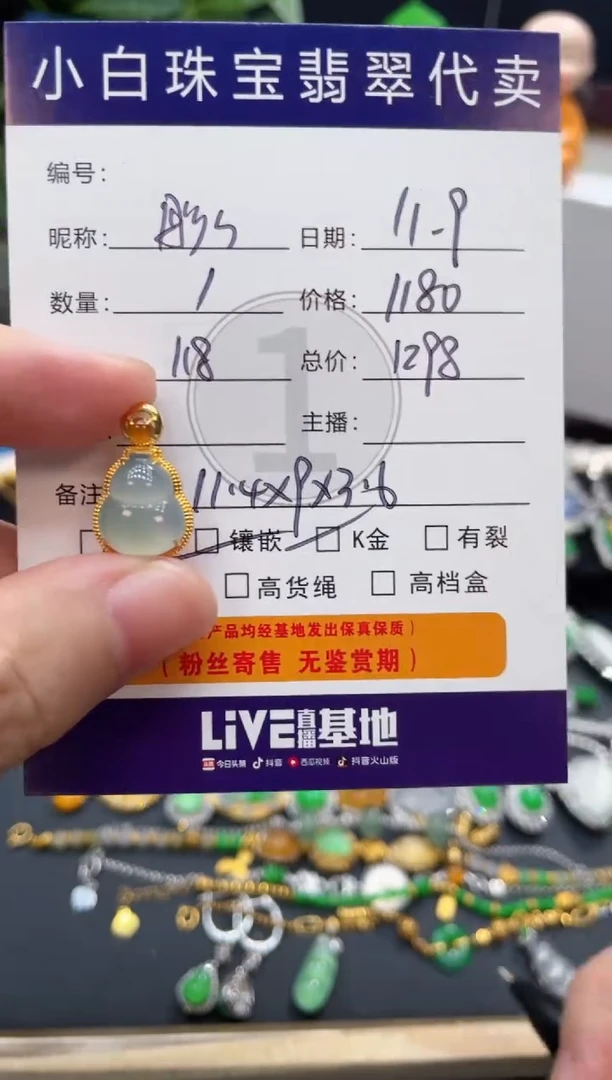 小白珠宝翡翠代卖
编号:
昵称: 日期: 11-9
数量: 1 价格: 1180
118 总价: 1298
主播:
备注 11.4×9×3.6
镶嵌 K金 有裂
高货绳 高档盒
产品均经基地发出保真保质)
(粉丝寄售 无鉴赏期)
LiVE直播基地
今日头条 抖音 西瓜视频 抖音火山版